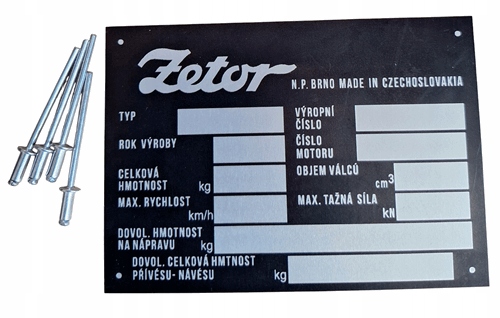 Zetor
N.P. BRNO MADE IN CZECHOSLOVAKIA
TYP
VÝROPNÍ
ČÍSLO
ROK VÝROBY
ČÍSLO
MOTORU
CELKOVÁ
HMOTNOST kg
OBJEM VÁLCÚ
cm3
MAX. RYCHLOST
km/h
MAX. TAŽNÁ SÍLA
kN
DOVOL. HMOTNOST
NA NÁPRAVU kg
DOVOL. CELKOVÁ HMTNOST
PŘÍVĚSU- NÁVĚSU kg